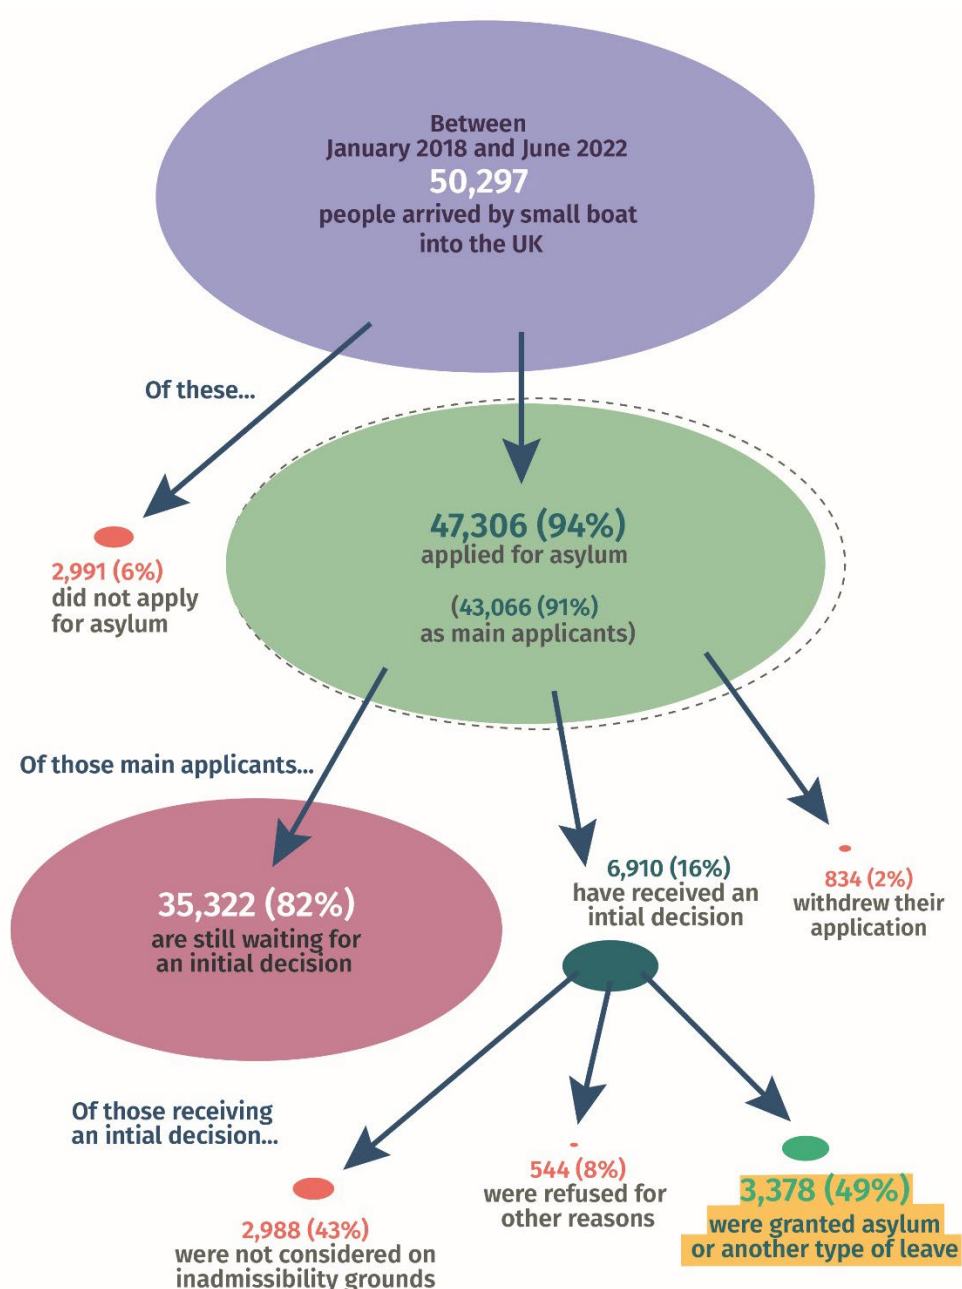 Between
January 2018 and June 2022
50,297
people arrived by small boat
into the UK
Of these...
2,991 (6%)
did not apply
for asylum
47,306 (94%)
applied for asylum
(43,066 (91%)
as main applicants)
Of those main applicants...
35,322 (82%)
are still waiting for
an initial decision
6,910 (16%)
have received an
intial decision
834 (2%)
withdrew their
application
Of those receiving
an intial decision...
2,988 (43%)
were not considered on
inadmissibility grounds
544 (8%)
were refused for
other reasons
3,378 (49%)
were granted asylum
or another type of leave